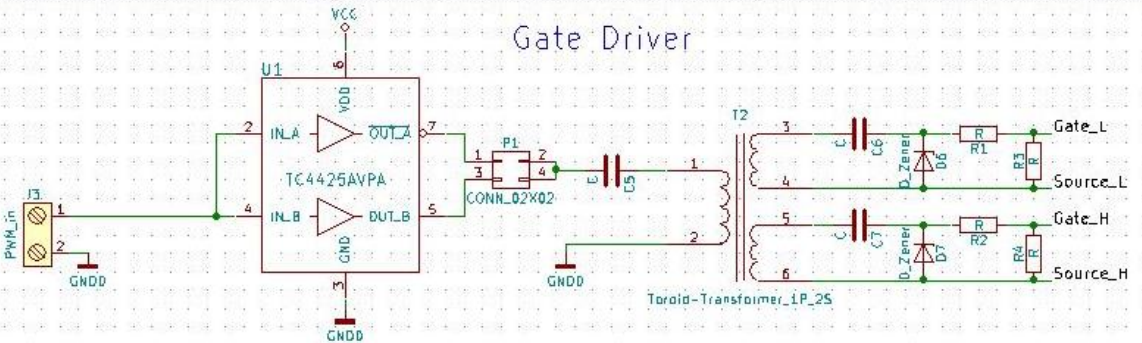 Gate Driver
VCC
U1
6
VDD
2
IN_A
OUT_A
7
TC4425AVPA
4
IN_B
OUT_B
5
GND
3
GNDD
J3
PWM_in
1
2
GNDD
P1
1
2
3
4
CONN_02X02
C
C5
GNDD
T2
1
2
3
4
5
6
Toroid-Transformer_1P_2S
C
C6
D_Zener
D6
R
R1
R3
R
Gate_L
Source_L
C
C7
D_Zener
D7
R
R2
R4
R
Gate_H
Source_H